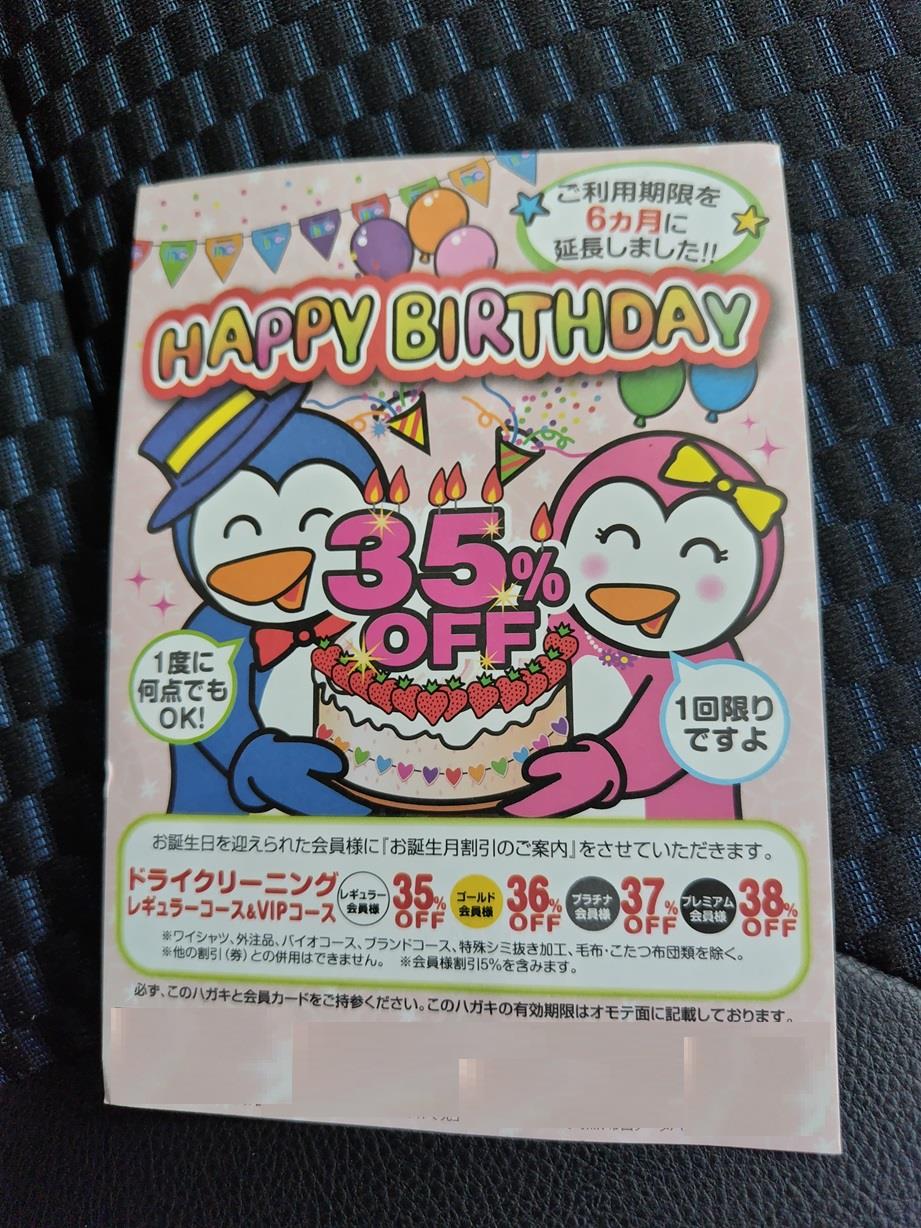 ご利用期限を
6ヵ月に
延長しました!!
HAPPY BIRTHDAY
35%
OFF
1度に
何点でも
OK!
1回限り
ですよ
お誕生日を迎えられた会員様に『お誕生月割引のご案内』をさせていただきます。
ドライクリーニング
レギュラーコース&VIPコース
レギュラー
会員様
35%
OFF
ゴールド
会員様
36%
OFF
プラチナ
会員様
37%
OFF
プレミアム
会員様
38%
OFF
※ワイシャツ、外注品、バイオコース、ブランドコース、特殊シミ抜き加工、毛布・こたつ布団類を除く。
※他の割引(券)との併用はできません。 ※会員様割引5%を含みます。
必ず、このハガキと会員カードをご持参ください。このハガキの有効期限はオモテ面に記載しております。